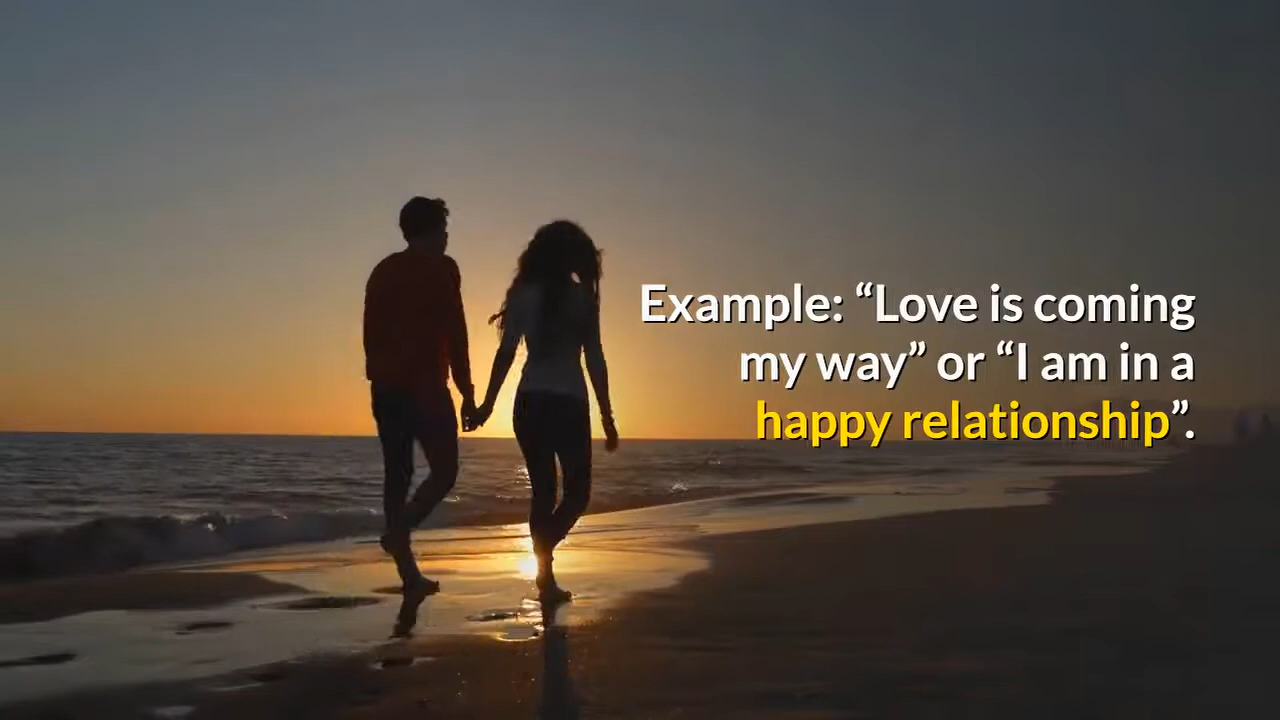 Example: “Love is coming
my way” or “I am in a
happy relationship”.